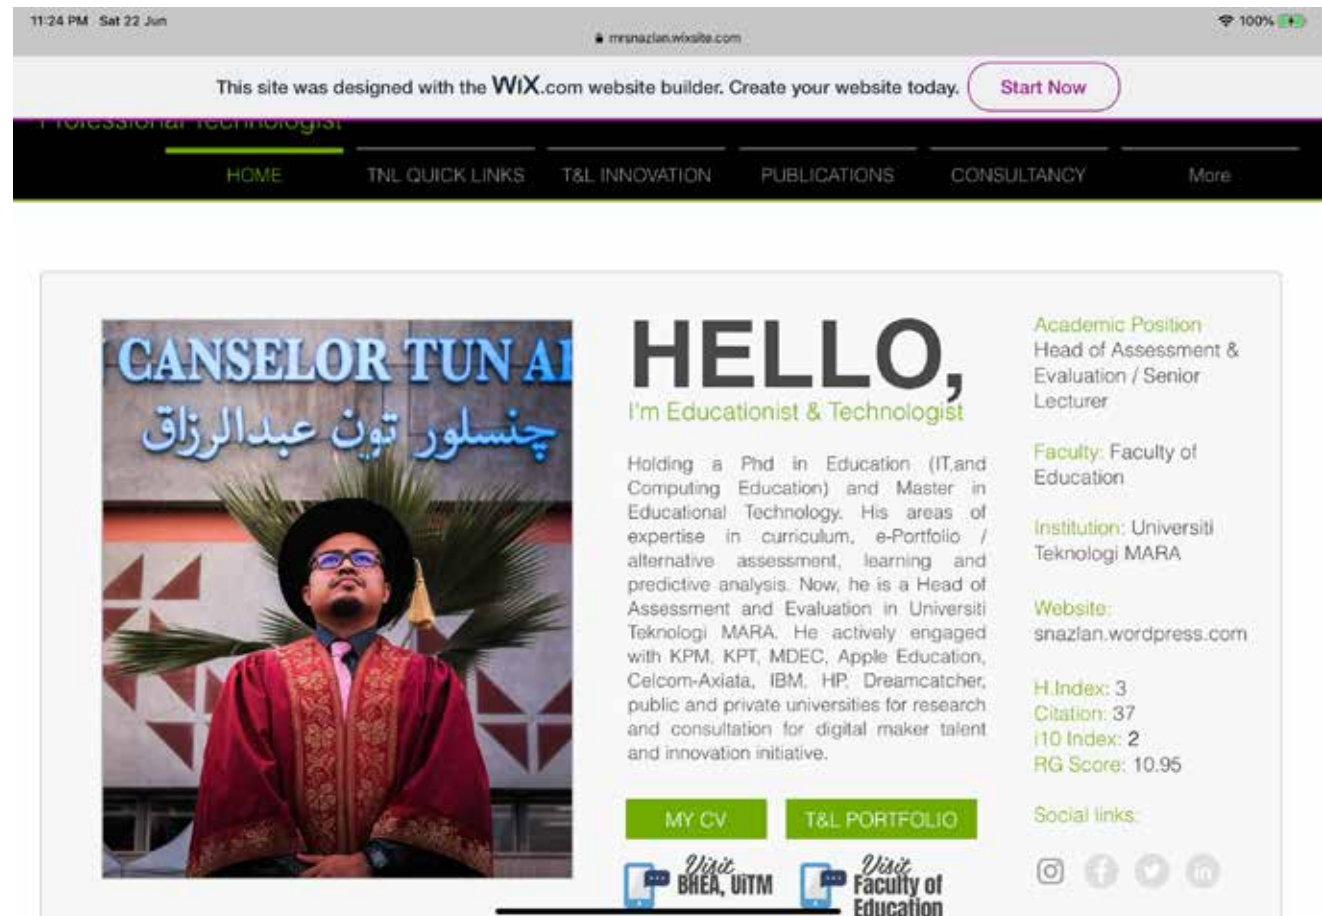 11:24 PM Sat 22 Jun
mrsnazlan.wixsite.com
100%
This site was designed with the WiX.com website builder. Create your website today. Start Now
Professional Technologist
HOME TNL QUICK LINKS T&L INNOVATION PUBLICATIONS CONSULTANCY More
CANSELOR TUN
چنسلور تون عبدالرزاق
HELLO,
I'm Educationist & Technologist
Holding a Phd in Education (IT,and
Computing Education) and Master in
Educational Technology. His areas of
expertise in curriculum, e-Portfolio /
alternative assessment, learning and
predictive analysis. Now, he is a Head of
Assessment and Evaluation in Universiti
Teknologi MARA. He actively engaged
with KPM, KPT, MDEC, Apple Education,
Celcom-Axiata, IBM, HP, Dreamcatcher,
public and private universities for research
and consultation for digital maker talent
and innovation initiative.
MY CV T&L PORTFOLIO
Visit
BHEA, UiTM
Visit
Faculty of
Education
Academic Position
Head of Assessment &
Evaluation / Senior
Lecturer
Faculty: Faculty of
Education
Institution: Universiti
Teknologi MARA
Website:
snazlan.wordpress.com
H.Index: 3
Citation: 37
i10 Index: 2
RG Score: 10.95
Social links: